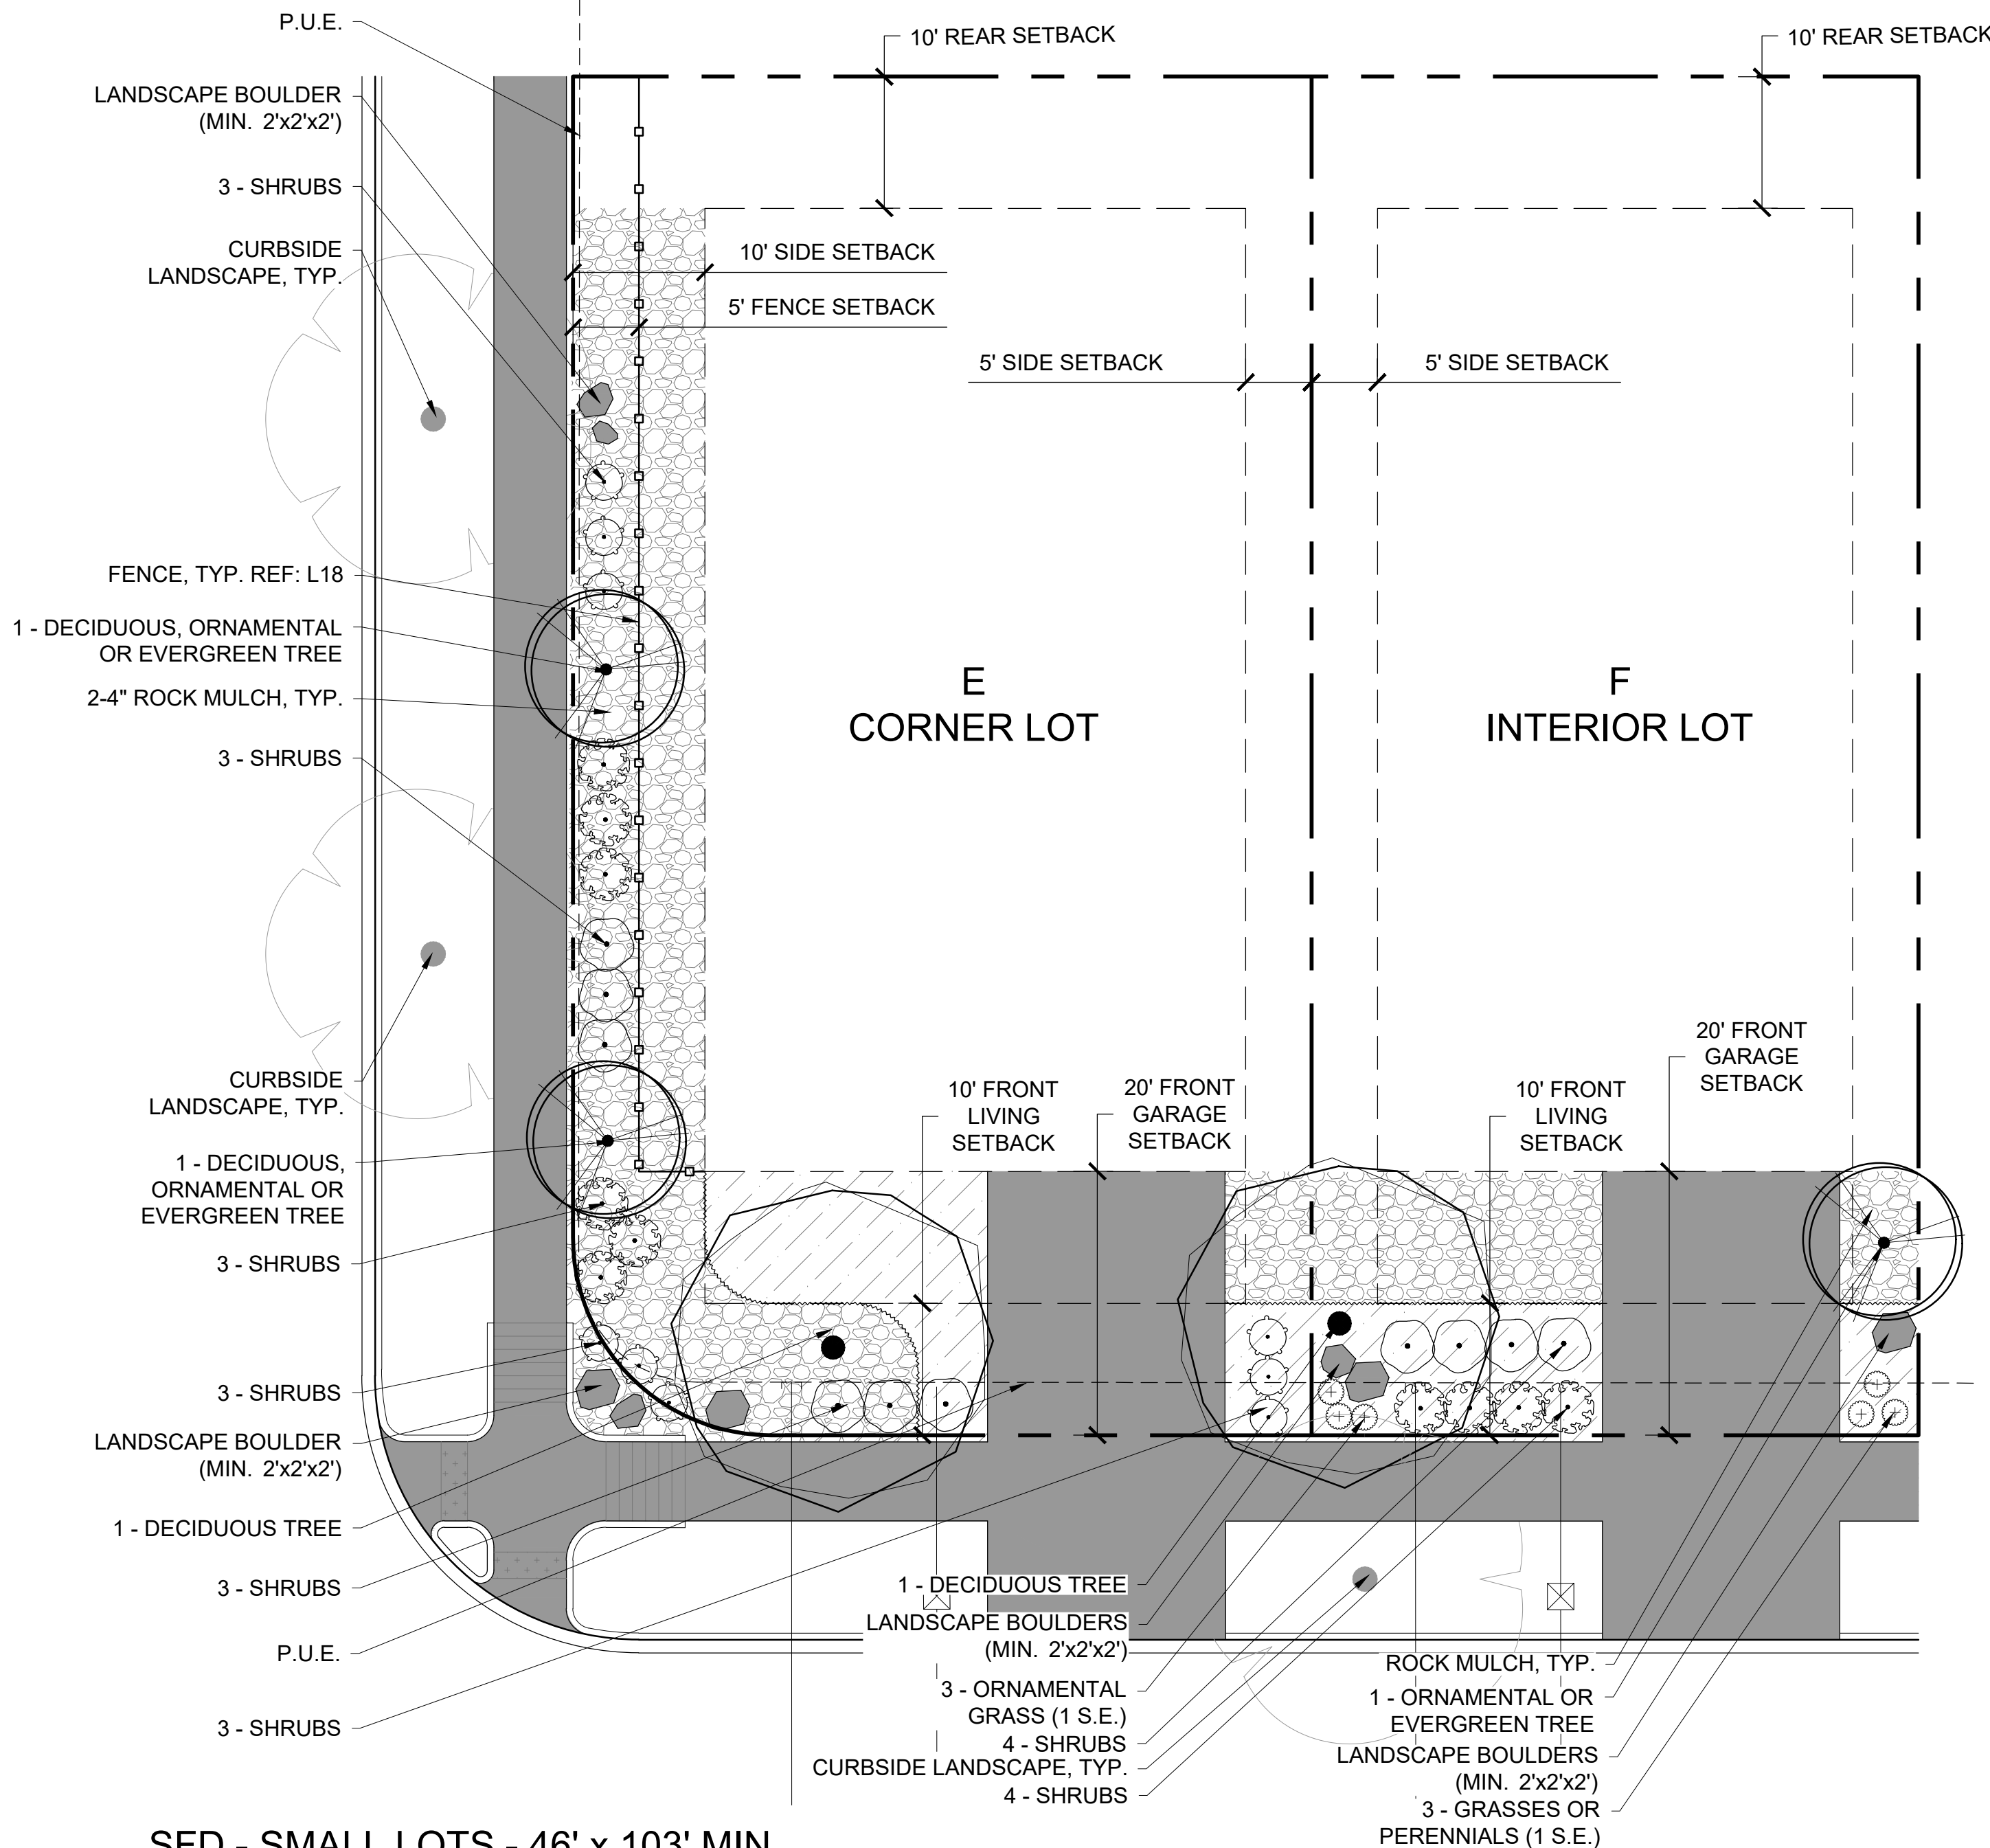 P.U.E.
10' REAR SETBACK
10' REAR SETBACK
LANDSCAPE BOULDER
(MIN. 2'x2'x2')
3 - SHRUBS
CURBSIDE
LANDSCAPE, TYP.
10' SIDE SETBACK
5' FENCE SETBACK
5' SIDE SETBACK
5' SIDE SETBACK
FENCE, TYP. REF: L18
1 - DECIDUOUS, ORNAMENTAL
OR EVERGREEN TREE
2-4" ROCK MULCH, TYP.
3 - SHRUBS
E
CORNER LOT
F
INTERIOR LOT
CURBSIDE
LANDSCAPE, TYP.
10' FRONT
LIVING
SETBACK
20' FRONT
GARAGE
SETBACK
10' FRONT
LIVING
SETBACK
20' FRONT
GARAGE
SETBACK
1 - DECIDUOUS,
ORNAMENTAL OR
EVERGREEN TREE
3 - SHRUBS
3 - SHRUBS
LANDSCAPE BOULDER
(MIN. 2'x2'x2')
1 - DECIDUOUS TREE
3 - SHRUBS
P.U.E.
3 - SHRUBS
1 - DECIDUOUS TREE
LANDSCAPE BOULDERS
(MIN. 2'x2'x2')
3 - ORNAMENTAL
GRASS (1 S.E.)
4 - SHRUBS
CURBSIDE LANDSCAPE, TYP.
4 - SHRUBS
ROCK MULCH, TYP.
1 - ORNAMENTAL OR
EVERGREEN TREE
LANDSCAPE BOULDERS
(MIN. 2'x2'x2')
3 - GRASSES OR
PERENNIALS (1 S.E.)
SFD - SMALL LOTS - 46' x 103' MIN